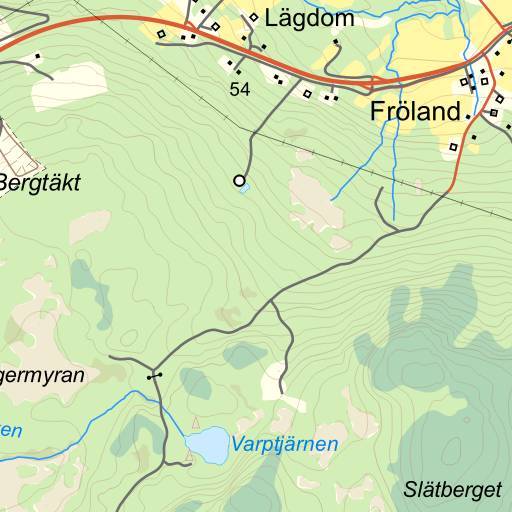 Lägdom
54
Fröland
Bergtäkt
germyran
en
Varptjärnen
Slätberget